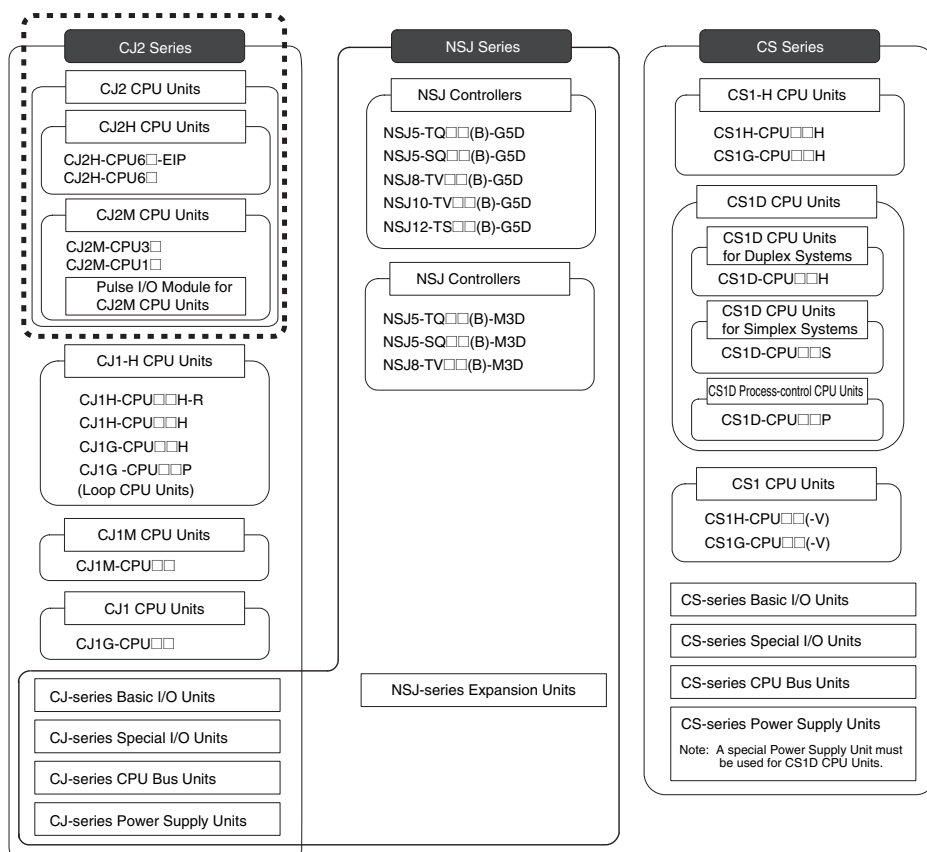 CJ2 Series
CJ2 CPU Units
CJ2H CPU Units
CJ2H-CPU6□-EIP
CJ2H-CPU6□
CJ2M CPU Units
CJ2M-CPU3□
CJ2M-CPU1□
Pulse I/O Module for
CJ2M CPU Units
CJ1-H CPU Units
CJ1H-CPU□□H-R
CJ1H-CPU□□H
CJ1G-CPU□□H
CJ1G -CPU□□P
(Loop CPU Units)
CJ1M CPU Units
CJ1M-CPU□□
CJ1 CPU Units
CJ1G-CPU□□
CJ-series Basic I/O Units
CJ-series Special I/O Units
CJ-series CPU Bus Units
CJ-series Power Supply Units
NSJ Series
NSJ Controllers
NSJ5-TQ□□(B)-G5D
NSJ5-SQ□□(B)-G5D
NSJ8-TV□□(B)-G5D
NSJ10-TV□□(B)-G5D
NSJ12-TS□□(B)-G5D
NSJ Controllers
NSJ5-TQ□□(B)-M3D
NSJ5-SQ□□(B)-M3D
NSJ8-TV□□(B)-M3D
NSJ-series Expansion Units
CS Series
CS1-H CPU Units
CS1H-CPU□□H
CS1G-CPU□□H
CS1D CPU Units
CS1D CPU Units
for Duplex Systems
CS1D-CPU□□H
CS1D CPU Units
for Simplex Systems
CS1D-CPU□□S
CS1D Process-control CPU Units
CS1D-CPU□□P
CS1 CPU Units
CS1H-CPU□□(-V)
CS1G-CPU□□(-V)
CS-series Basic I/O Units
CS-series Special I/O Units
CS-series CPU Bus Units
CS-series Power Supply Units
Note: A special Power Supply Unit must
be used for CS1D CPU Units.